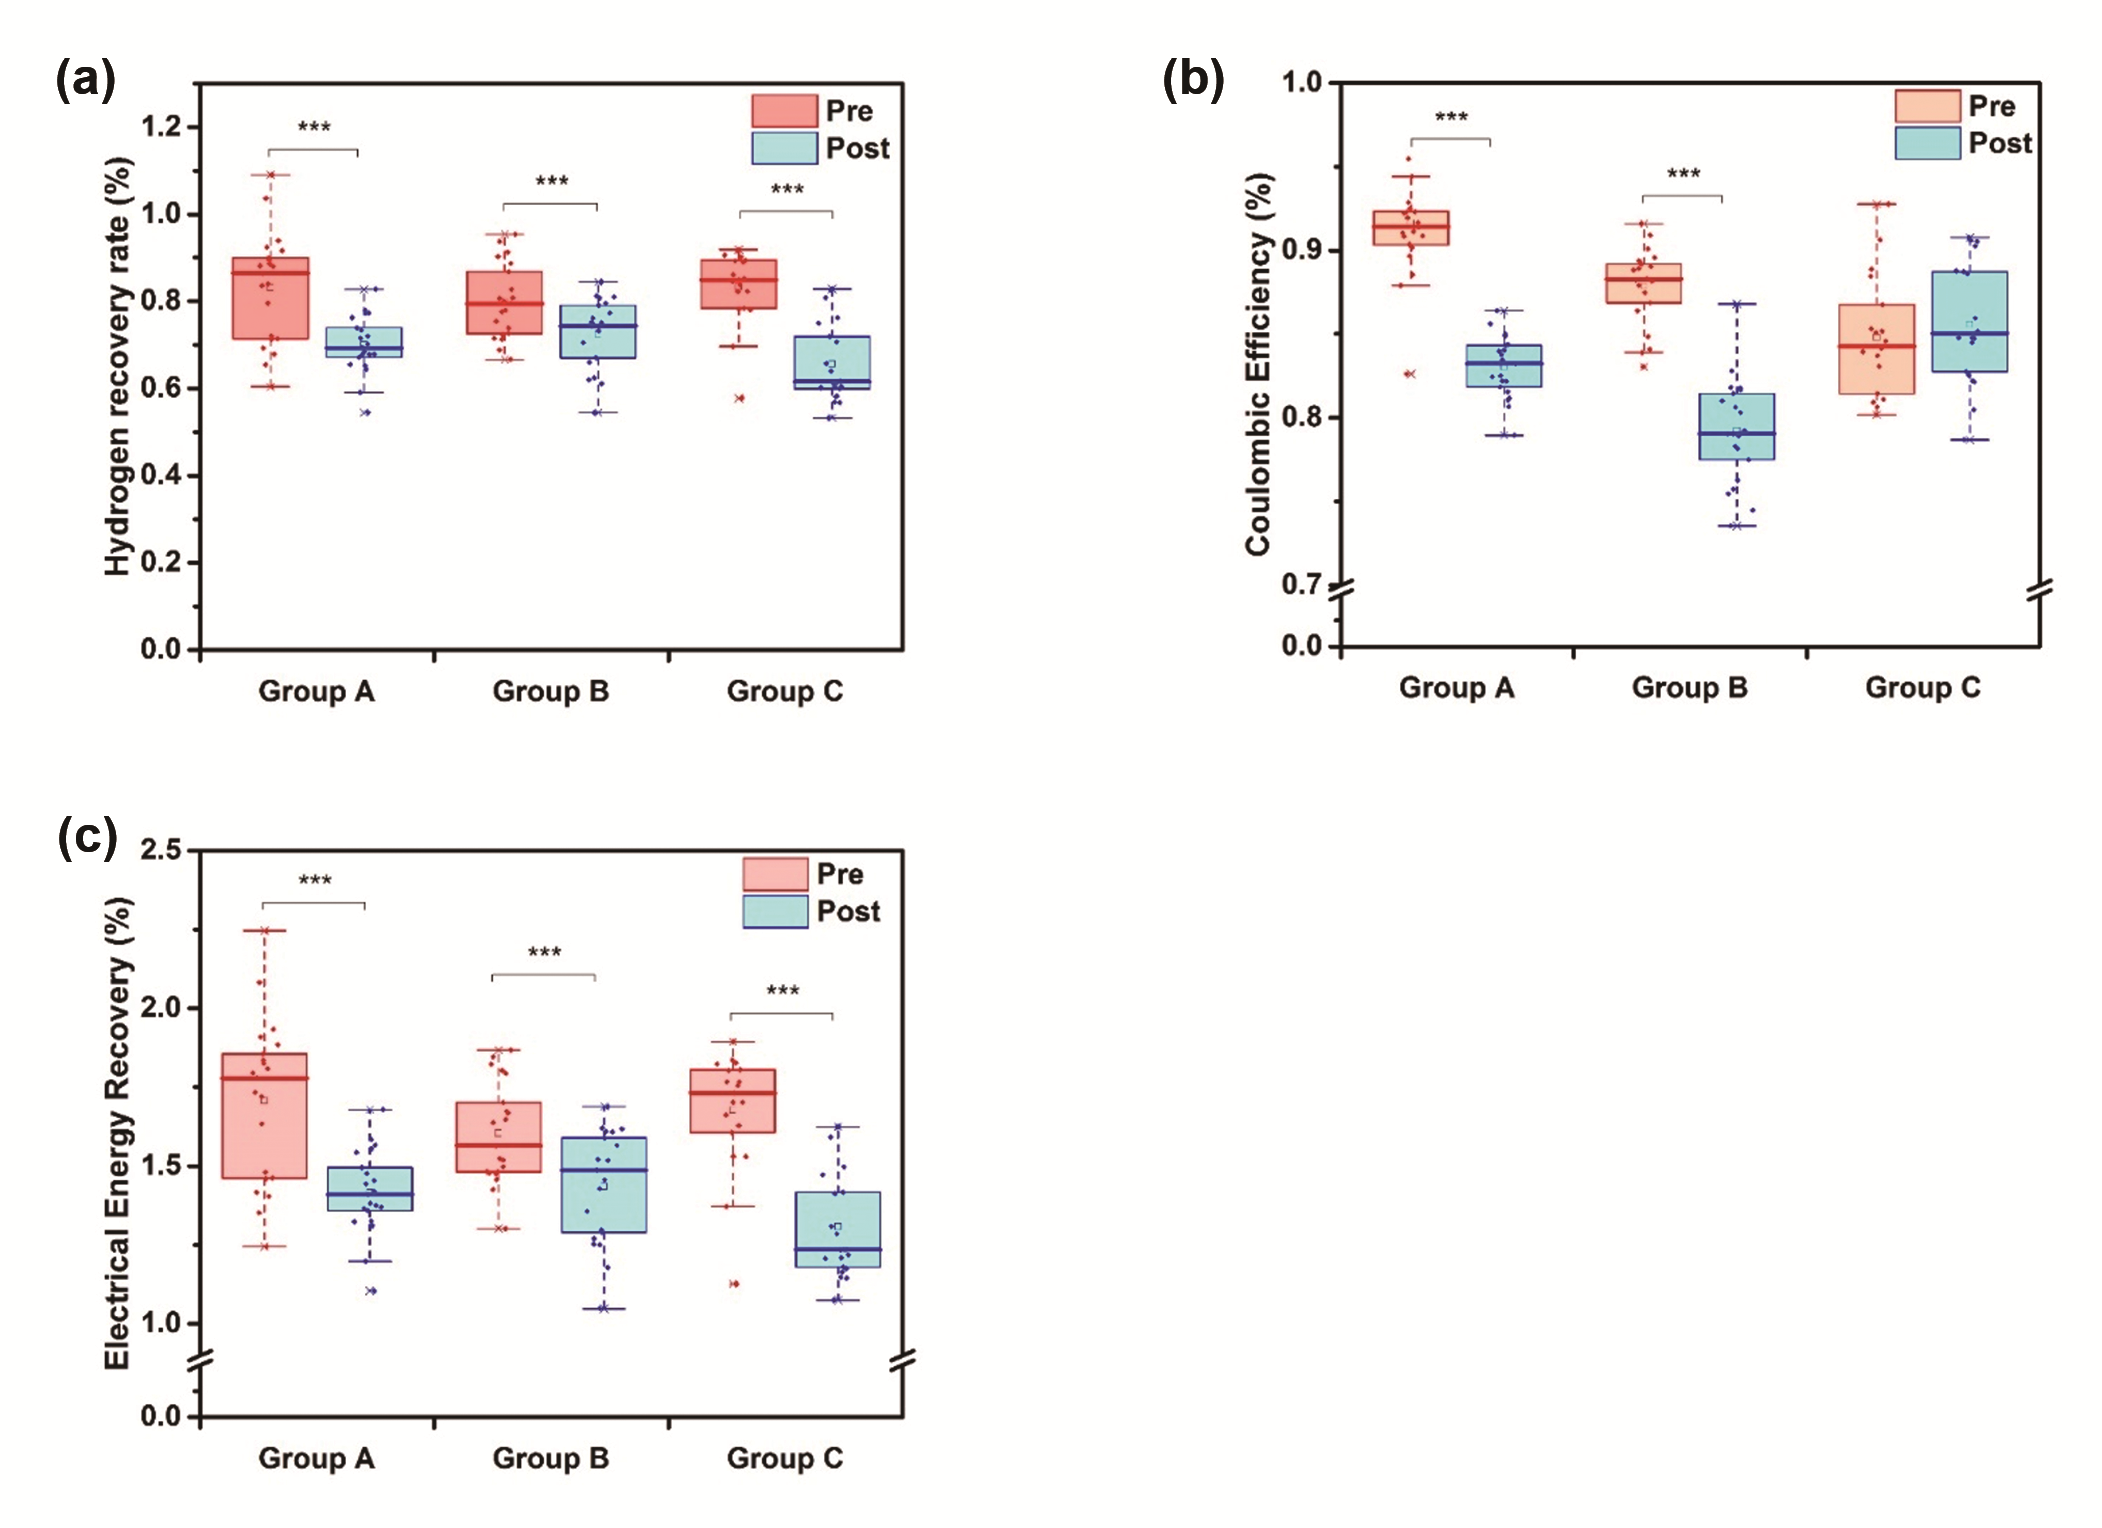 (a)
Hydrogen recovery rate (%)
1.2
1.0
0.8
0.6
0.4
0.2
0.0
***
***
***
Pre
Post
Group A
Group B
Group C
(b)
Coulombic Efficiency (%)
1.0
0.9
0.8
0.7
0.0
***
***
Pre
Post
Group A
Group B
Group C
(c)
Electrical Energy Recovery (%)
2.5
2.0
1.5
1.0
0.0
***
***
***
Pre
Post
Group A
Group B
Group C